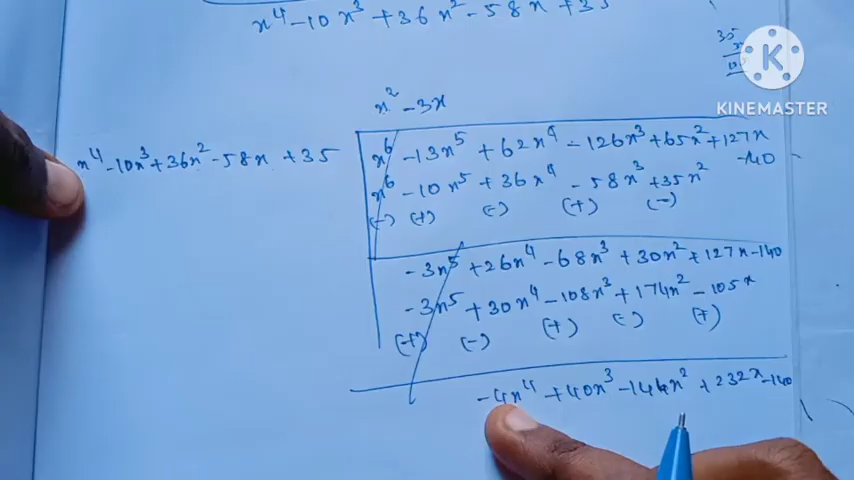 x⁴ -10x³ +36x² - 58x +35
35
K
KINEMASTER
x² - 3x
x⁴ -10x³ +36x² -58x +35
x⁶ -13x⁵ +62x⁴ -126x³ +65x² +127x
-140
x⁶ -10x⁵ +36x⁴ -58x³ +35x²
(-) (+) (-) (+) (-)
-3x⁵ +26x⁴ -68x³ +30x² +127x -140
-3x⁵ +30x⁴ -108x³ +174x² -105x
(+) (-) (+) (-) (+)
-4x⁴ +40x³ -144x² +232x -140